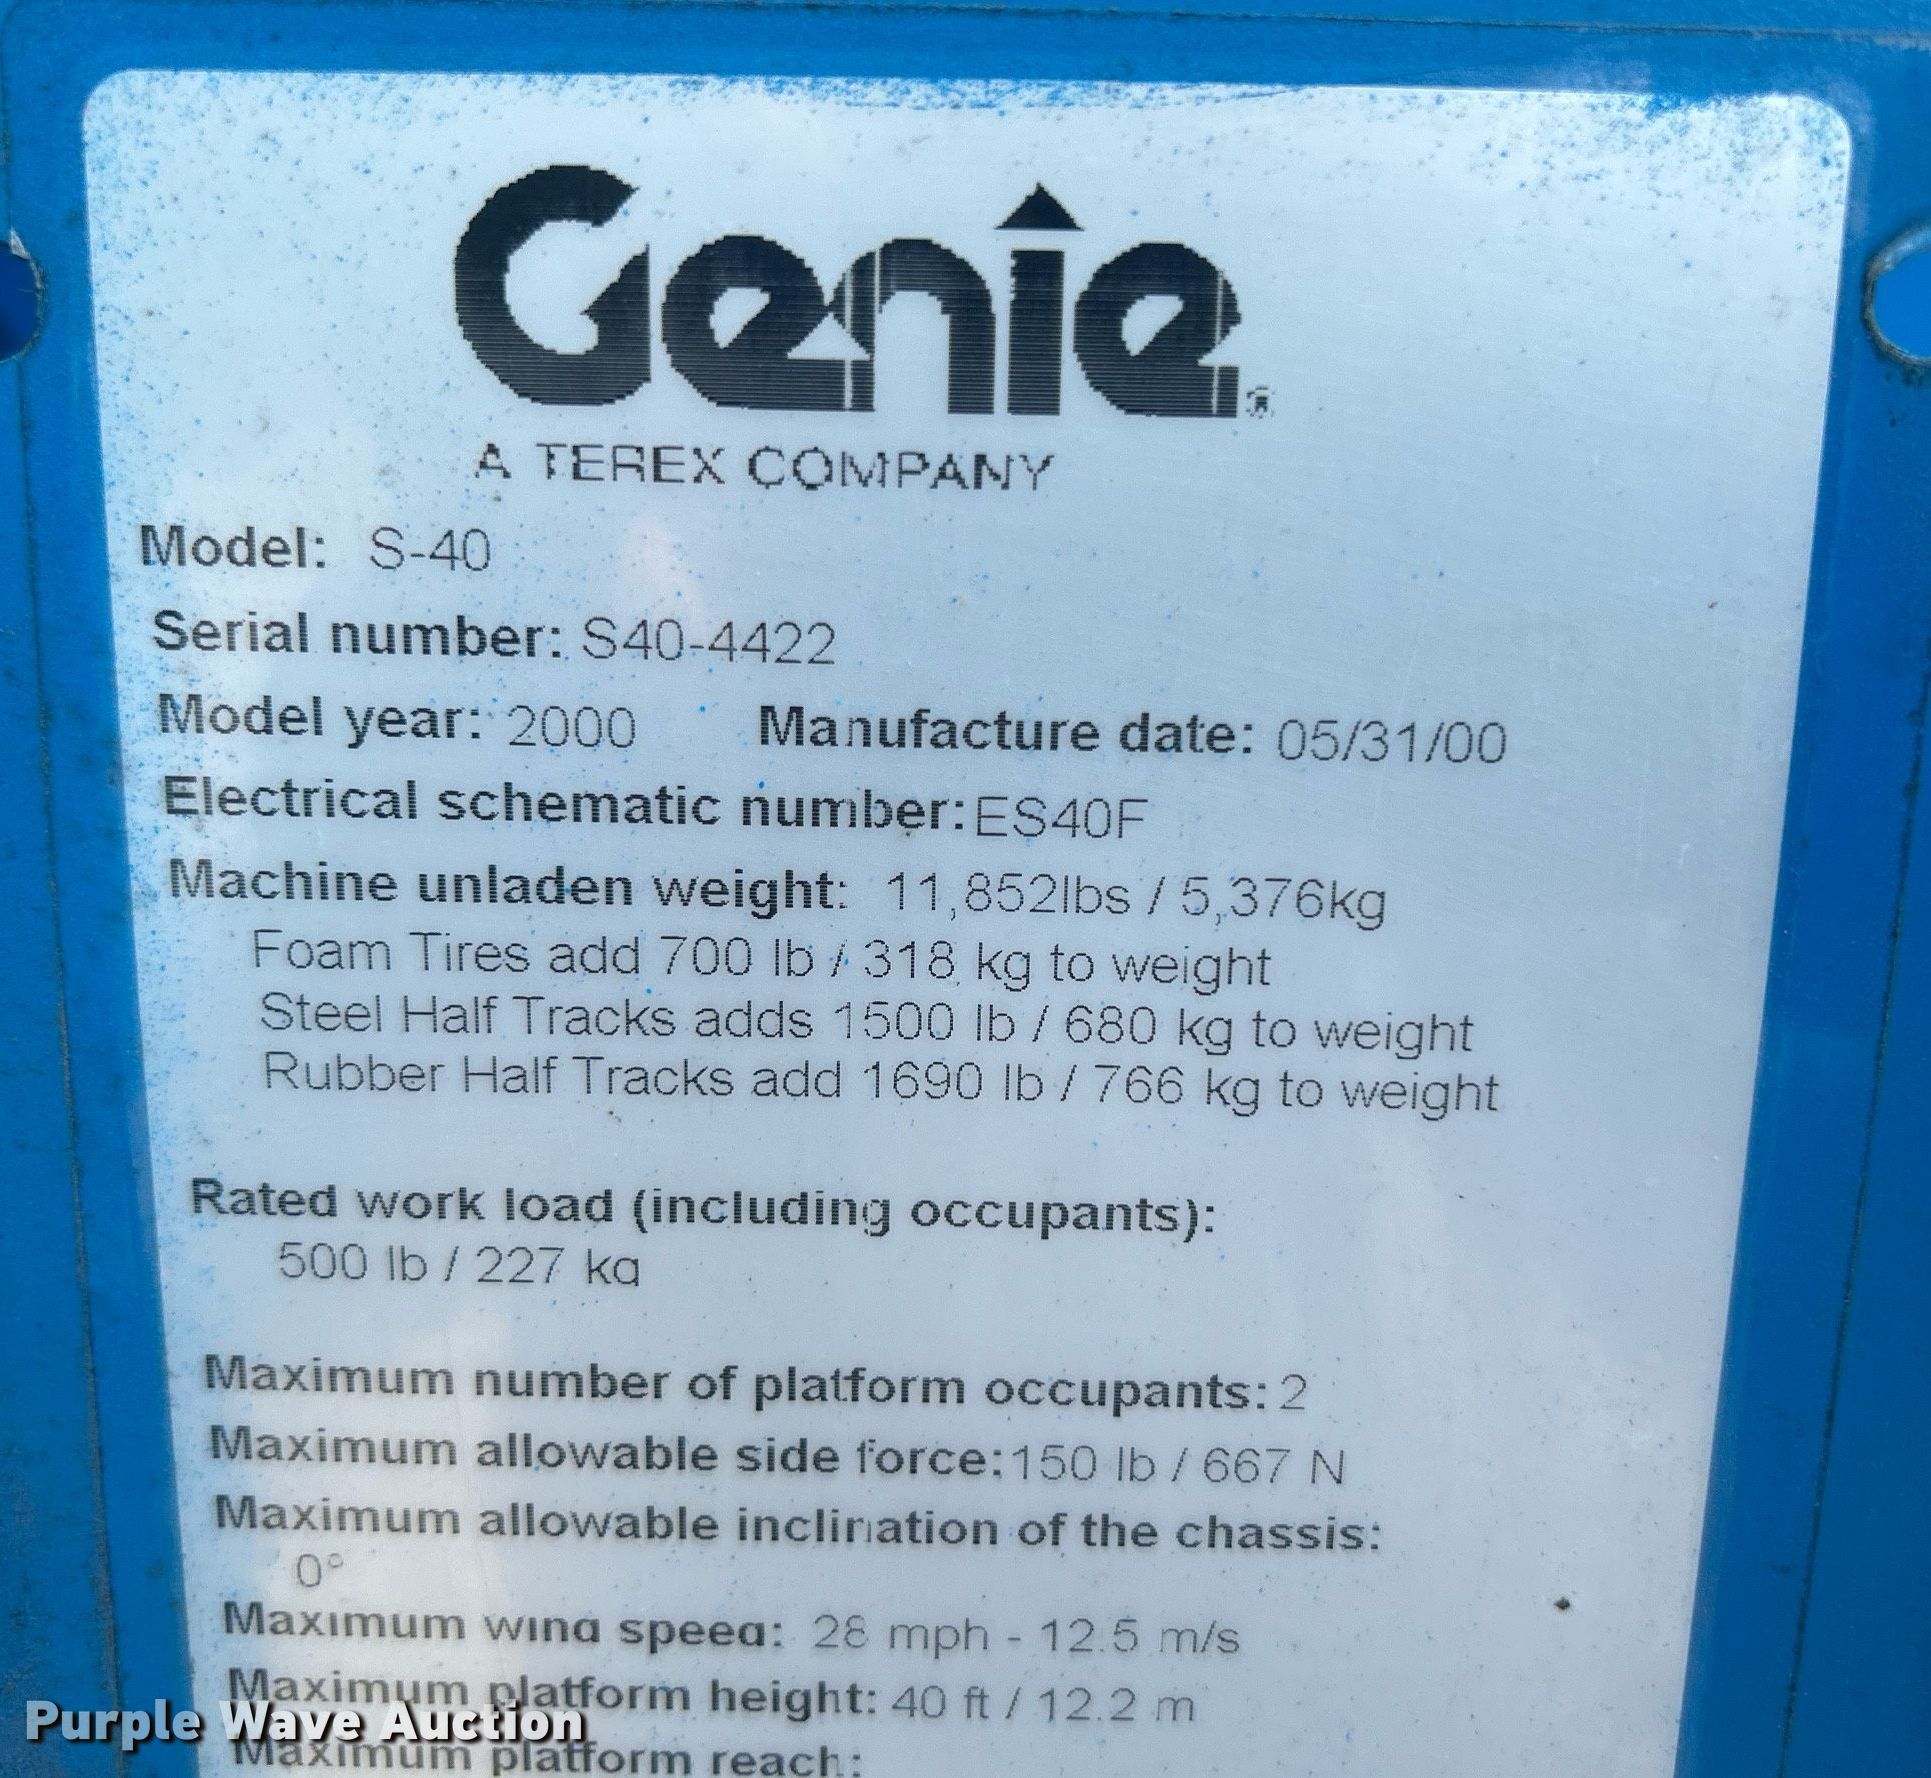 Genie®
A TEREX COMPANY
Model: S-40
Serial number: S40-4422
Model year: 2000 Manufacture date: 05/31/00
Electrical schematic number: ES40F
Machine unladen weight: 11,852lbs / 5,376kg
Foam Tires add 700 lb / 318 kg to weight
Steel Half Tracks adds 1500 lb / 680 kg to weight
Rubber Half Tracks add 1690 lb / 766 kg to weight
Rated work load (including occupants):
500 lb / 227 kg
Maximum number of platform occupants: 2
Maximum allowable side force: 150 lb / 667 N
Maximum allowable inclination of the chassis:
0°
Maximum wind speed: 28 mph - 12.5 m/s
Maximum platform height: 40 ft / 12.2 m
Purple Wave Auction
Maximum platform reach: